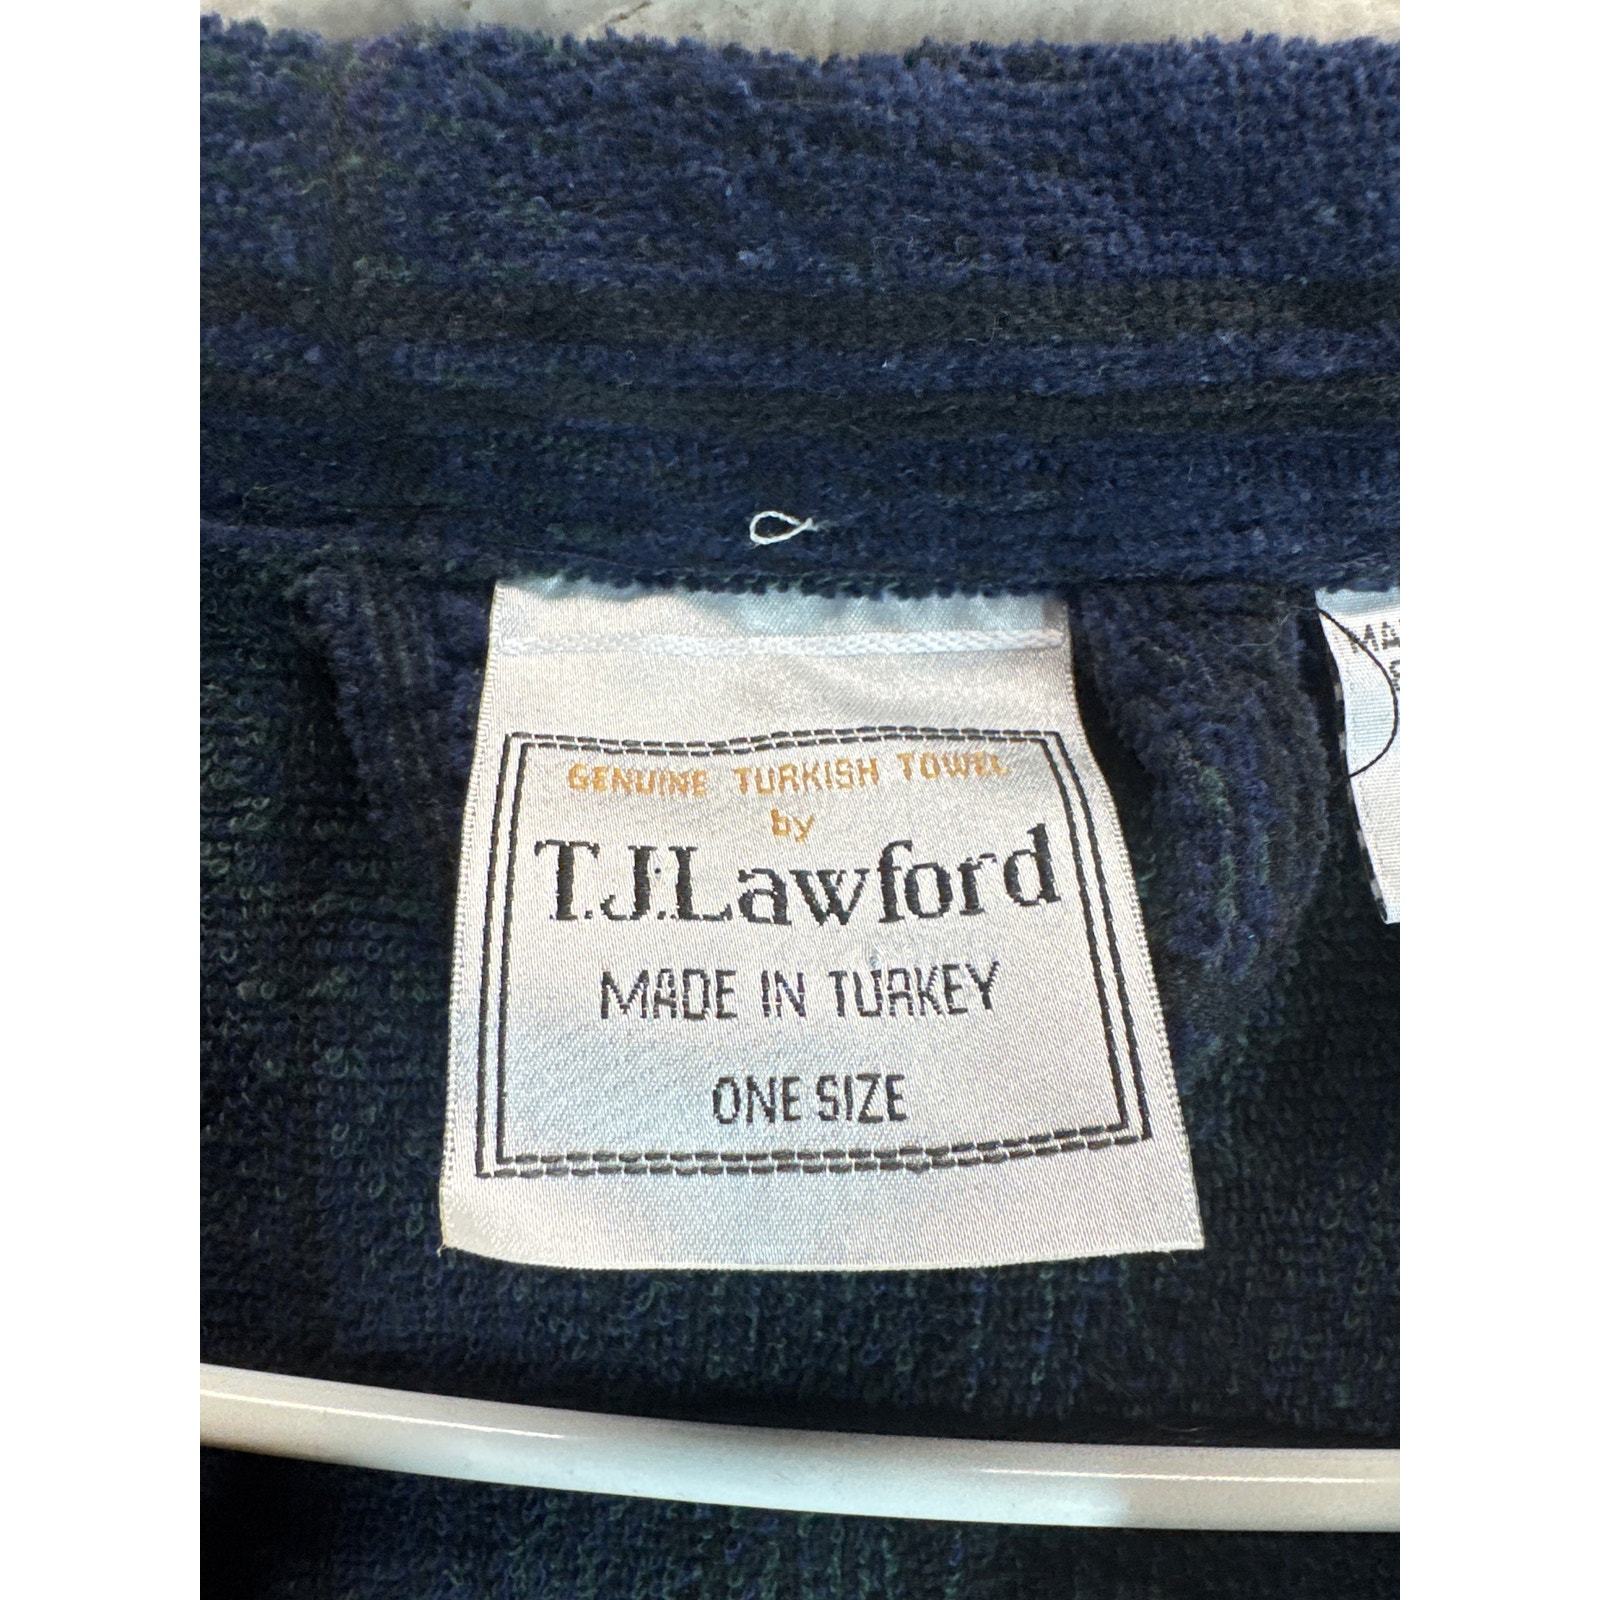 GENUINE TURKISH TOWEL
by
T.J.Lawford
MADE IN TURKEY
ONE SIZE